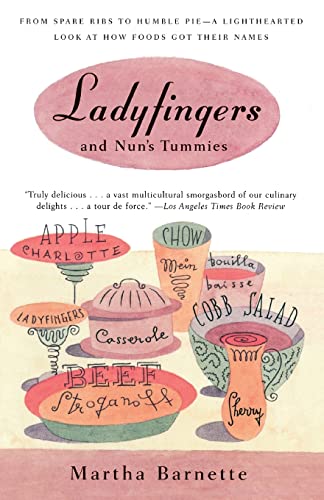 FROM SPARE RIBS TO HUMBLE PIE—A LIGHTHEARTED
LOOK AT HOW FOODS GOT THEIR NAMES
Ladyfingers
and Nun's Tummies
"Truly delicious . . . a vast multicultural smorgasbord of our culinary
delights . . . a tour de force." —Los Angeles Times Book Review
APPLE
CHARLOTTE
CHOW
Mein
Bouilla
baisse
LADYFINGERS
Casserole
COBB SALAD
BEEF
Stroganoff
Sherry
Martha Barnette